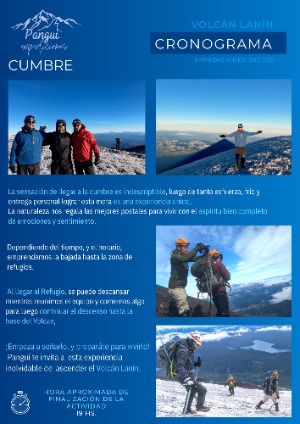 Pangui
expediciones
VOLCÁN LANÍN
CRONOGRAMA
EXPEDICIONES 2021/22
CUMBRE
La sensación de llegar a la cumbre es indescriptible, luego de tanto esfuerzo, frío y
entrega personal lograr esta meta es una experiencia única,.
La naturaleza nos regala las mejores postales para vivir con el espíritu bien completo
de emociones y sentimiento.
Dependiendo del tiempo, y el horario,
emprendemos la bajada hasta la zona de
refugios.
Al llegar al Refugio, se puede descansar
mientras reunimos el equipo y comemos algo
para luego continuar el descenso hasta la
base del Volcan,
¡Empeza a soñarlo, y preparáte para vivirlo!
Pangui te invita a esta experiencia
inolvidable de ascender el Volcán Lanín.
HORA APROXIMADA DE
FINALIZACIÓN DE LA
ACTIVIDAD
19 HS.